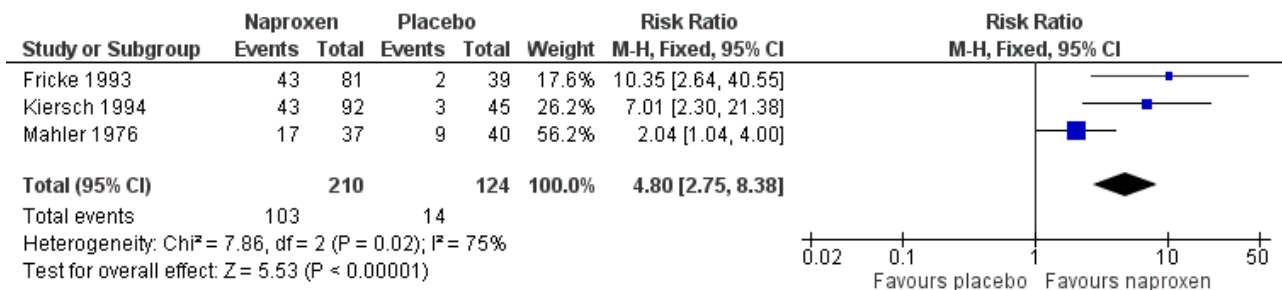 Naproxen Placebo Risk Ratio Risk Ratio
Study or Subgroup Events Total Events Total Weight M-H, Fixed, 95% CI M-H, Fixed, 95% CI
Fricke 1993 43 81 2 39 17.6% 10.35 [2.64, 40.55]
Kiersch 1994 43 92 3 45 26.2% 7.01 [2.30, 21.38]
Mahler 1976 17 37 9 40 56.2% 2.04 [1.04, 4.00]
Total (95% CI) 210 124 100.0% 4.80 [2.75, 8.38]
Total events 103 14
Heterogeneity: Chi² = 7.86, df = 2 (P = 0.02); I² = 75%
Test for overall effect: Z = 5.53 (P < 0.00001)
0.02 0.1 1 10 50
Favours placebo Favours naproxen